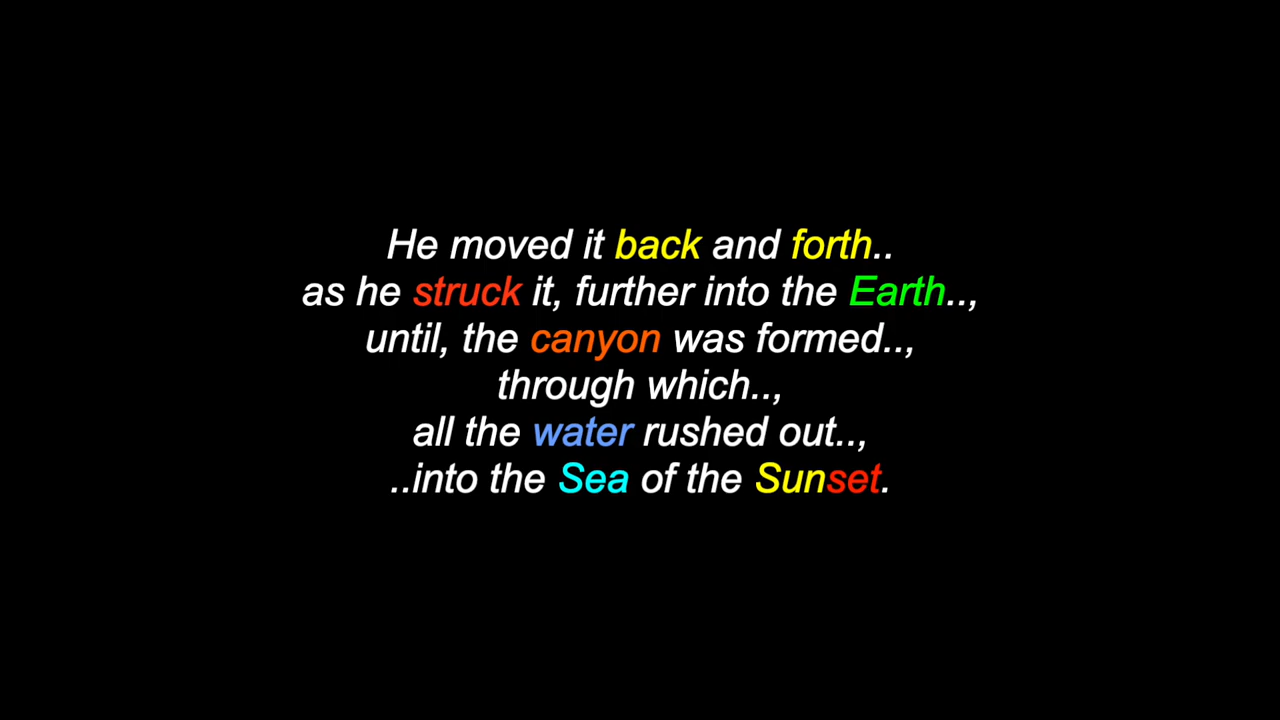 He moved it back and forth..
as he struck it, further into the Earth..,
until, the canyon was formed..,
through which..,
all the water rushed out..,
..into the Sea of the Sunset.